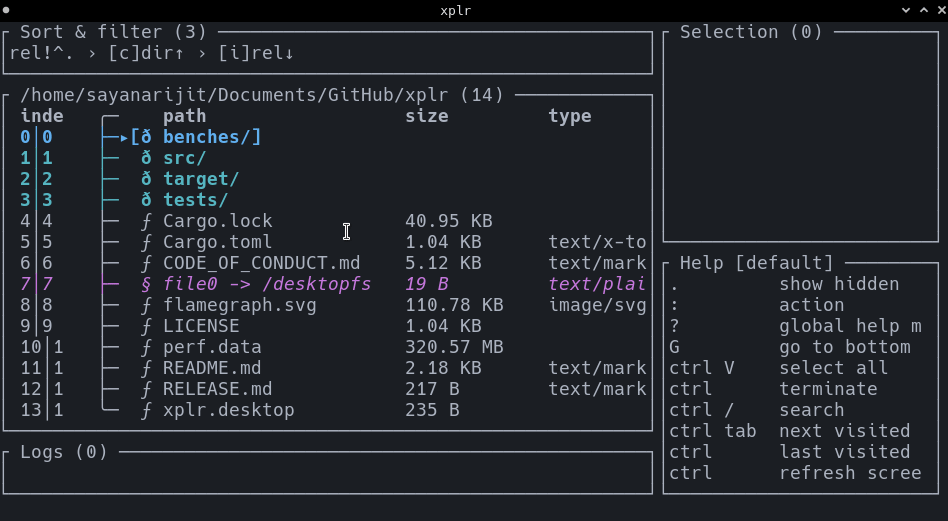 xplr
Sort & filter (3)
rel!^. › [c]dir↑ › [i]rel↓
/home/sayanarijit/Documents/GitHub/xplr (14)
inde ╭─ path size type
0│0 ├─▸[ð benches/]
1│1 ├─ ð src/
2│2 ├─ ð target/
3│3 ├─ ð tests/
4│4 ├─ ƒ Cargo.lock 40.95 KB
5│5 ├─ ƒ Cargo.toml 1.04 KB text/x-to
6│6 ├─ ƒ CODE_OF_CONDUCT.md 5.12 KB text/mark
7│7 ├─ § file0 -> /desktopfs 19 B text/plai
8│8 ├─ ƒ flamegraph.svg 110.78 KB image/svg
9│9 ├─ ƒ LICENSE 1.04 KB
10│1 ├─ ƒ perf.data 320.57 MB
11│1 ├─ ƒ README.md 2.18 KB text/mark
12│1 ├─ ƒ RELEASE.md 217 B text/mark
13│1 ╰─ ƒ xplr.desktop 235 B
Logs (0)
Selection (0)
Help [default]
. show hidden
: action
? global help m
G go to bottom
ctrl V select all
ctrl terminate
ctrl / search
ctrl tab next visited
ctrl last visited
ctrl refresh scree